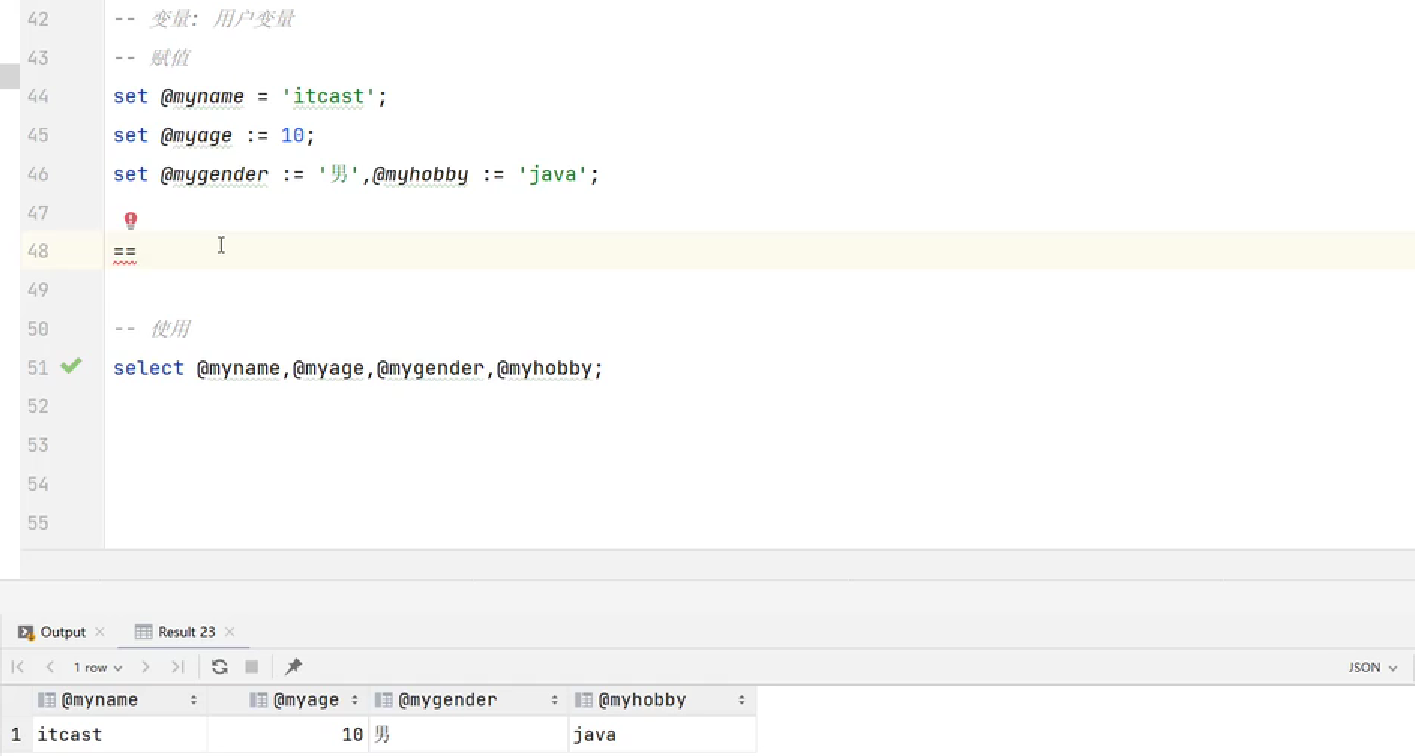 42 -- 变量: 用户变量
43 -- 赋值
44 set @myname = 'itcast';
45 set @myage := 10;
46 set @mygender := '男',@myhobby := 'java';
47
48 ==
49
50 -- 使用
51 select @myname,@myage,@mygender,@myhobby;
52
53
54
55
Output Result 23
1 row JSON
@myname @myage @mygender @myhobby
1 itcast 10 男 java